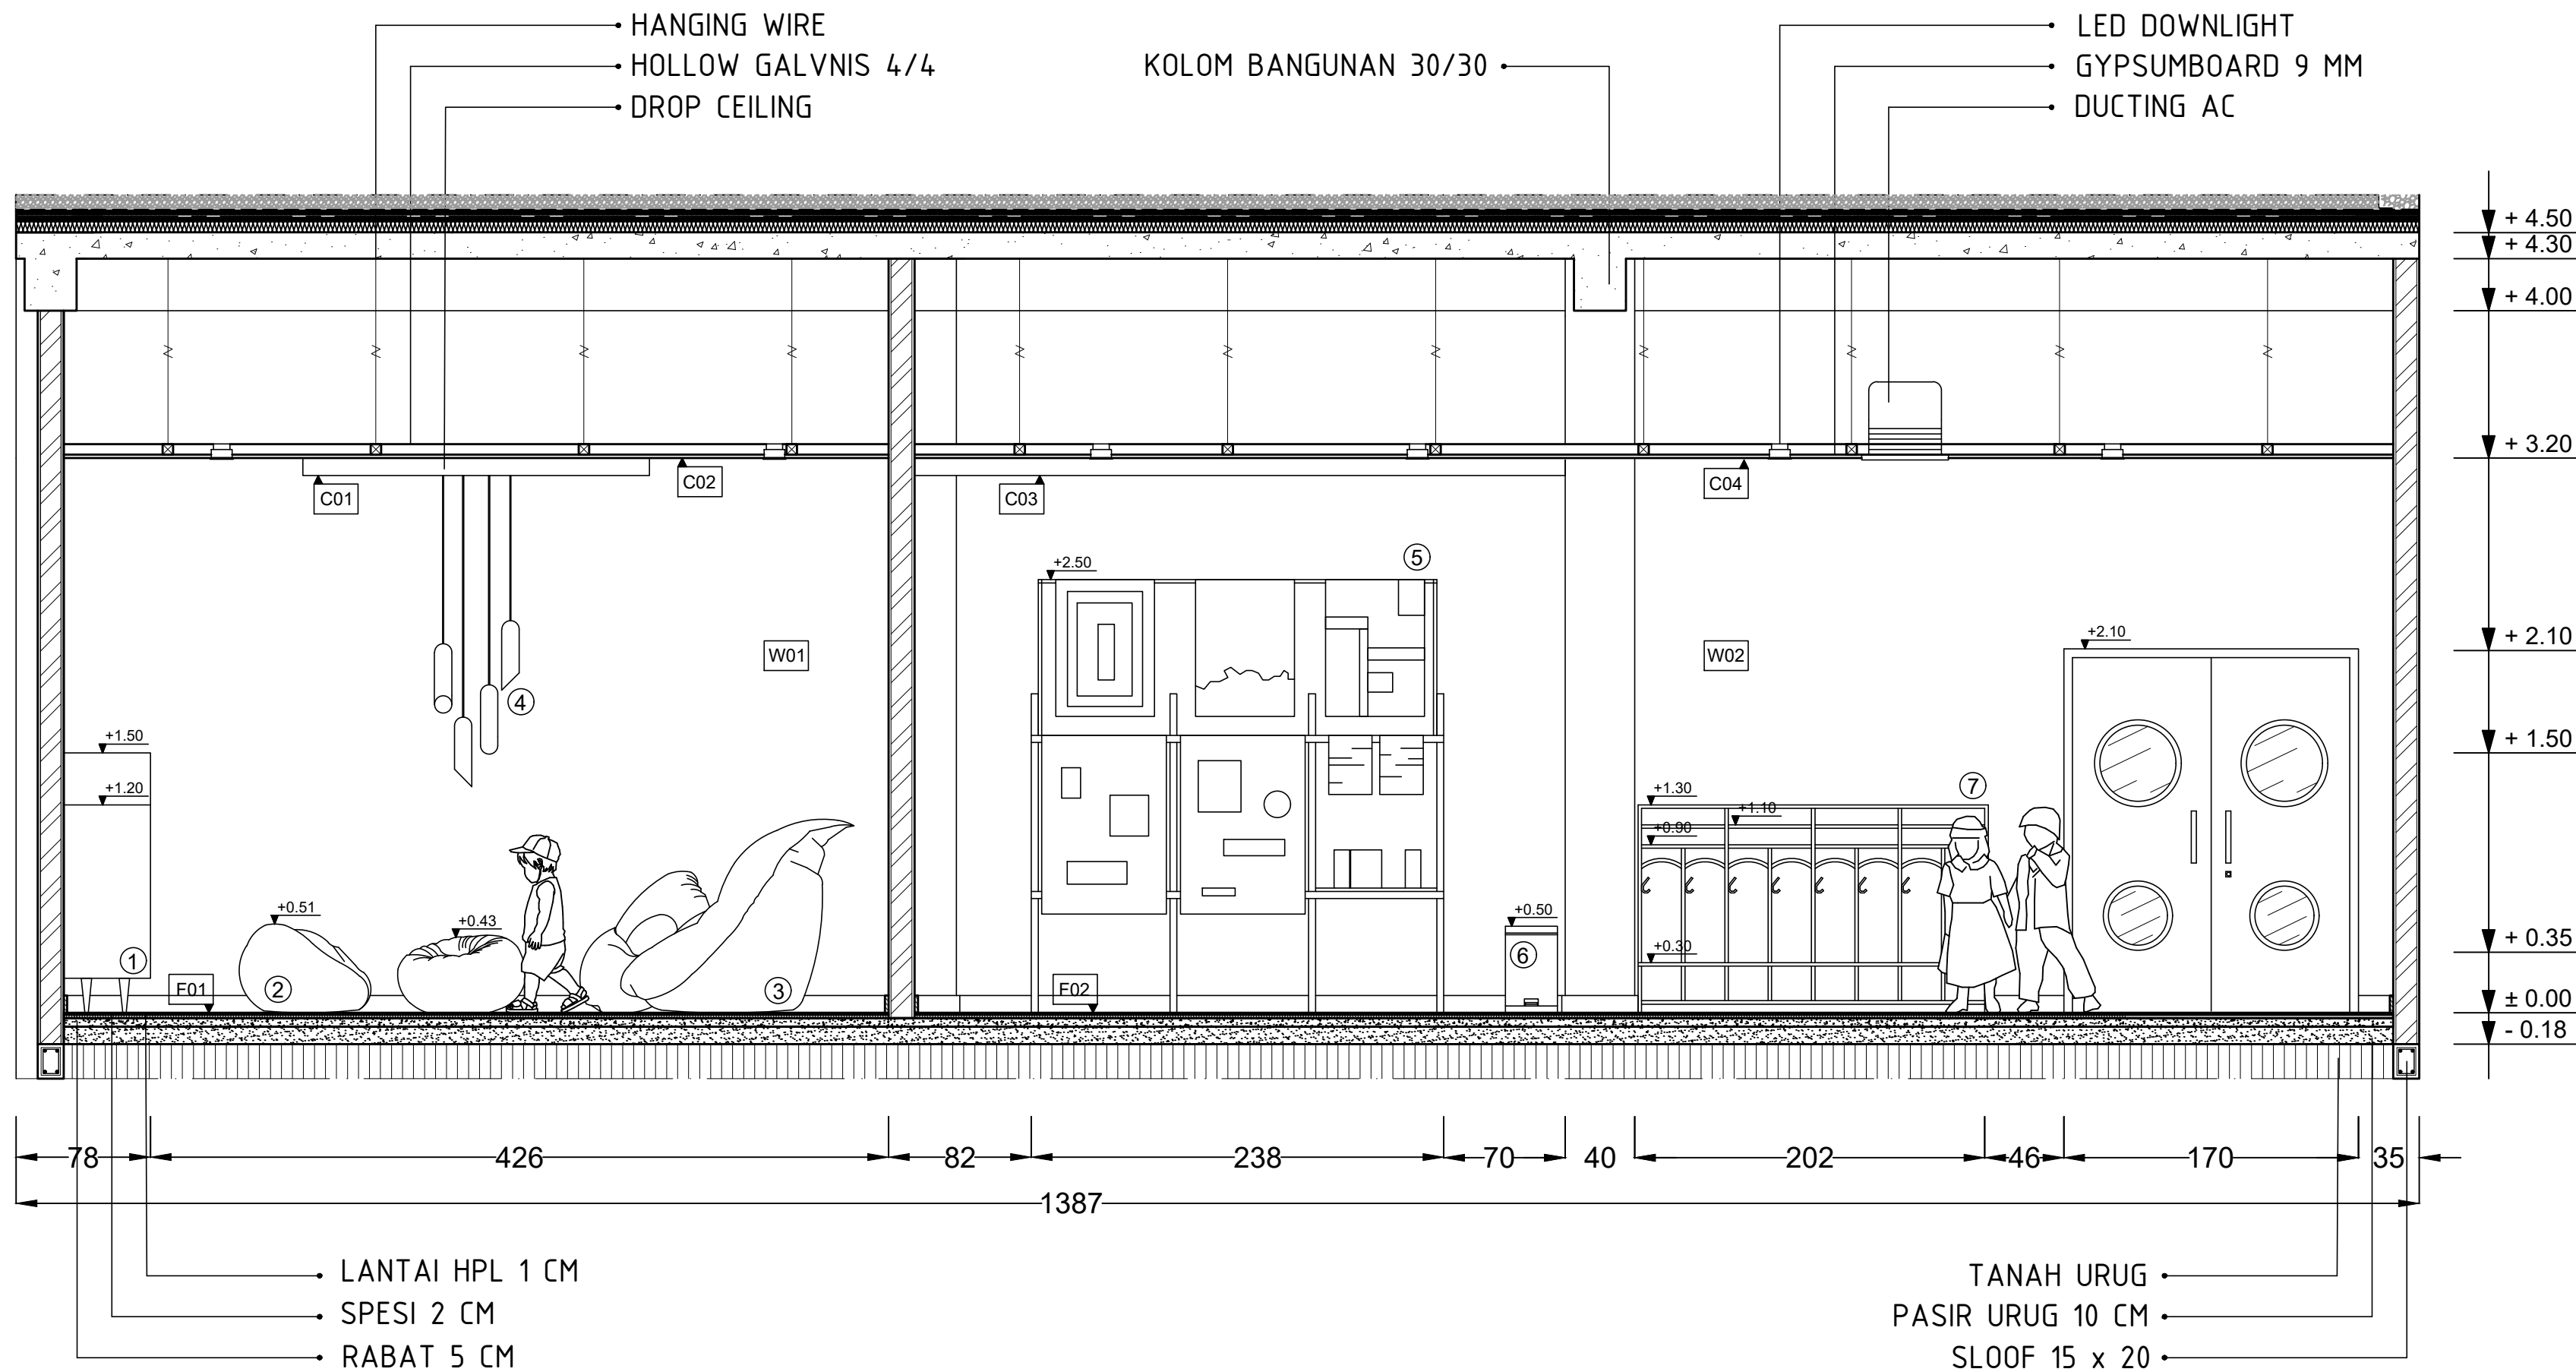 HANGING WIRE
HOLLOW GALVNIS 4/4
DROP CEILING
KOLOM BANGUNAN 30/30
LED DOWNLIGHT
GYPSUMBOARD 9 MM
DUCTING AC
+ 4.50
+ 4.30
+ 4.00
+ 3.20
+ 2.10
+ 1.50
+ 0.35
± 0.00
- 0.18
C01
C02
C03
C04
+2.50
5
W01
W02
+2.10
4
+1.50
+1.20
+1.30
+1.10
+0.90
7
+0.51
+0.43
+0.50
+0.30
1
F01
2
3
F02
6
78
426
82
238
70
40
202
46
170
35
1387
LANTAI HPL 1 CM
SPESI 2 CM
RABAT 5 CM
TANAH URUG
PASIR URUG 10 CM
SLOOF 15 x 20